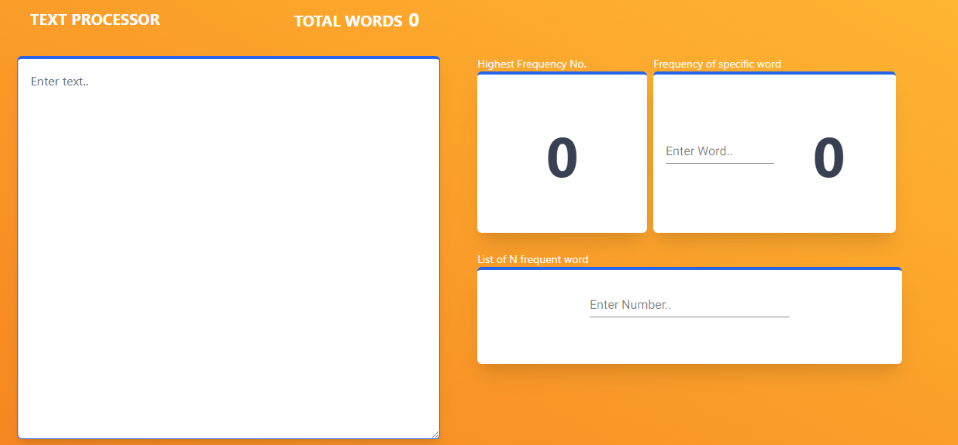 TEXT PROCESSOR
TOTAL WORDS 0
Enter text..
Highest Frequency No.
0
Frequency of specific word
Enter Word..
0
List of N frequent word
Enter Number..